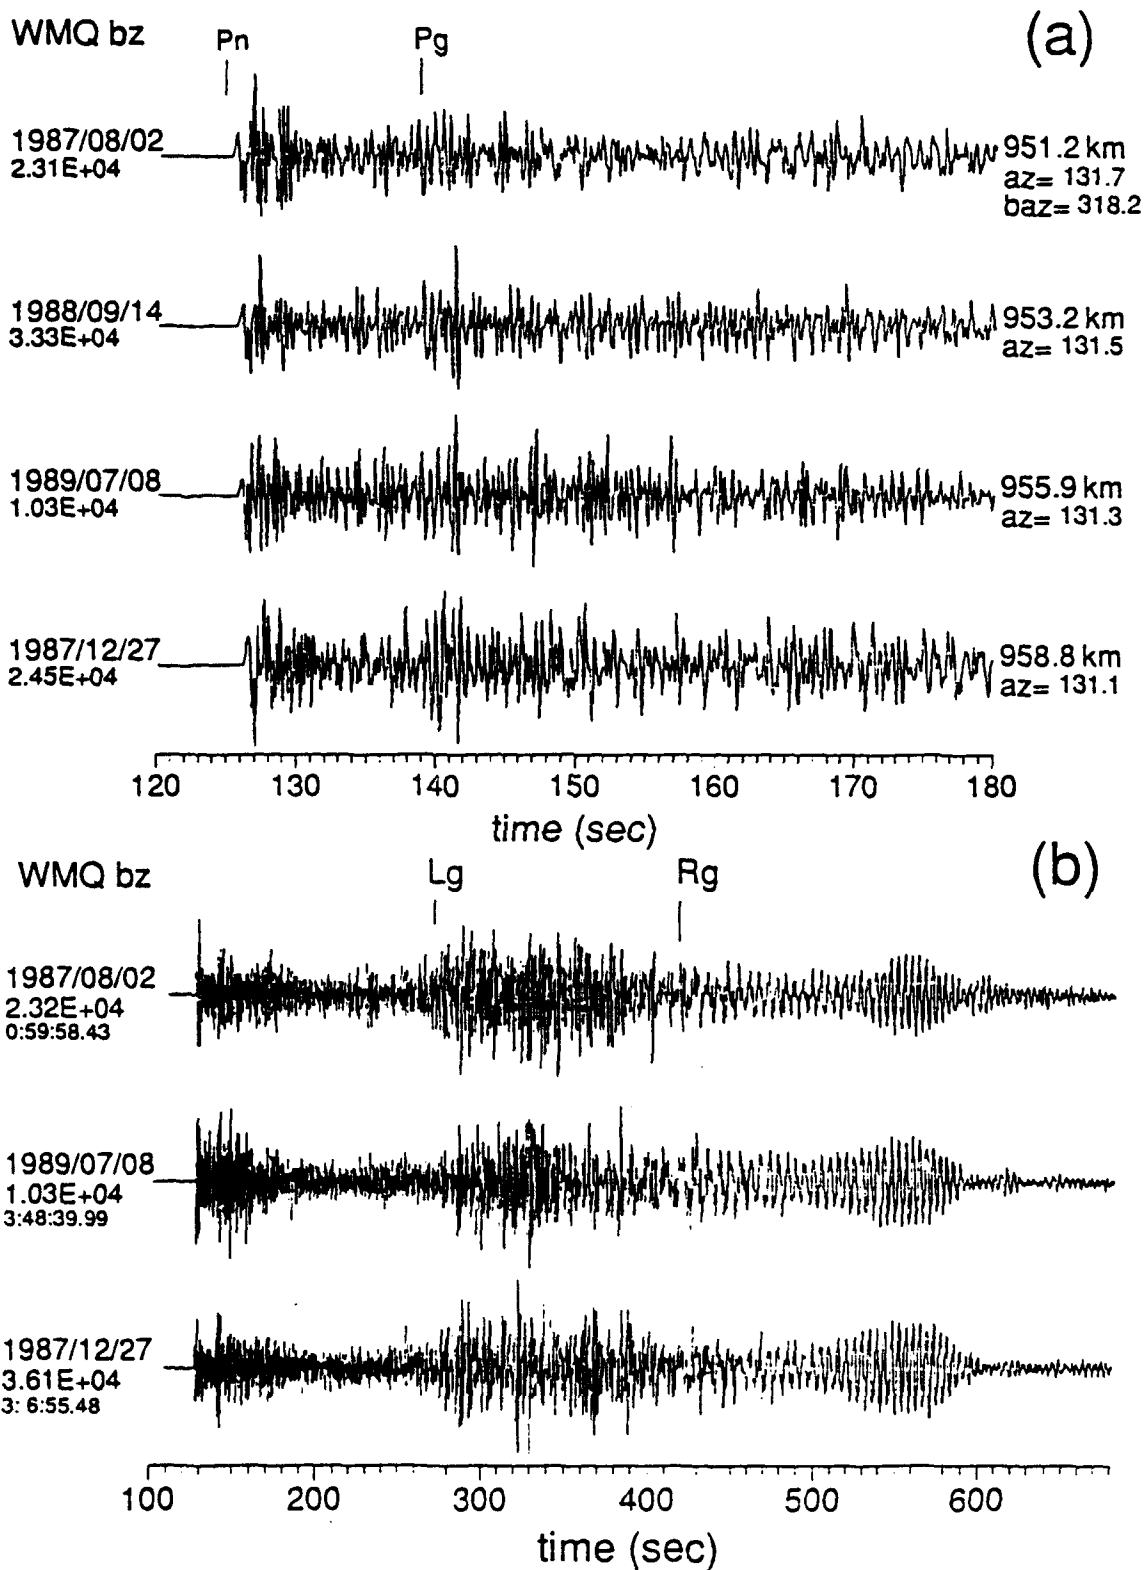 WMQ bz
Pn
Pg
(a)
1987/08/02
2.31E+04
951.2 km
az= 131.7
baz= 318.2
1988/09/14
3.33E+04
953.2 km
az= 131.5
1989/07/08
1.03E+04
955.9 km
az= 131.3
1987/12/27
2.45E+04
958.8 km
az= 131.1
120 130 140 150 160 170 180
time (sec)
WMQ bz
Lg
Rg
(b)
1987/08/02
2.32E+04
0:59:58.43
1989/07/08
1.03E+04
3:48:39.99
1987/12/27
3.61E+04
3: 6:55.48
100 200 300 400 500 600
time (sec)